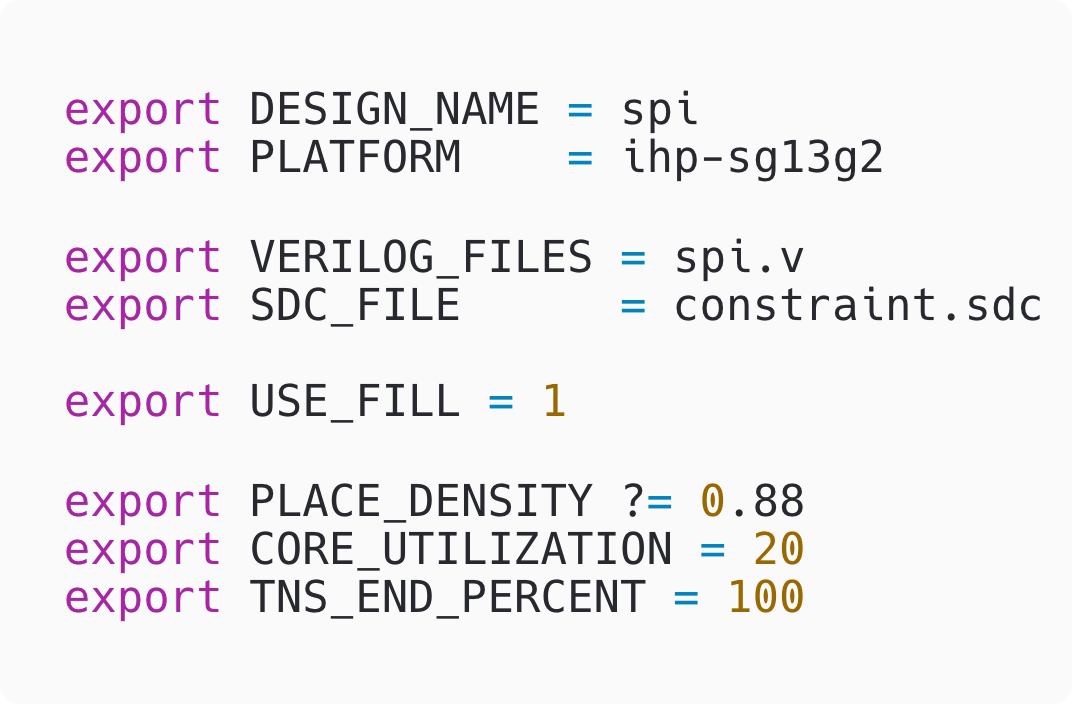 export DESIGN_NAME = spi
export PLATFORM    = ihp-sg13g2

export VERILOG_FILES = spi.v
export SDC_FILE      = constraint.sdc

export USE_FILL = 1

export PLACE_DENSITY ?= 0.88
export CORE_UTILIZATION = 20
export TNS_END_PERCENT = 100